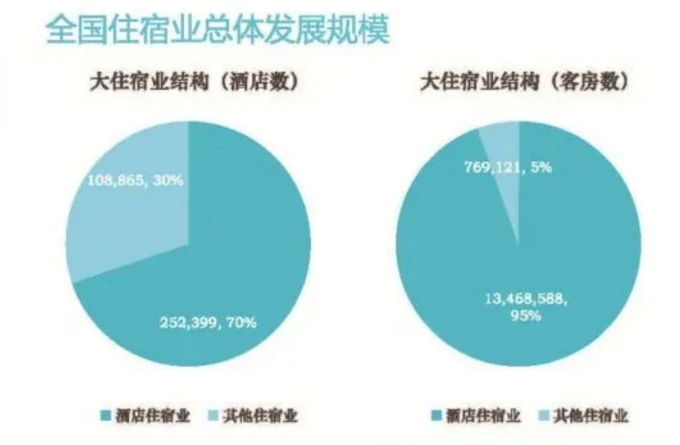 全国住宿业总体发展规模
大住宿业结构（酒店数）
大住宿业结构（客房数）
108,865, 30%
252,399, 70%
769,121, 5%
13,468,588,
95%
酒店住宿业
其他住宿业
酒店住宿业
其他住宿业